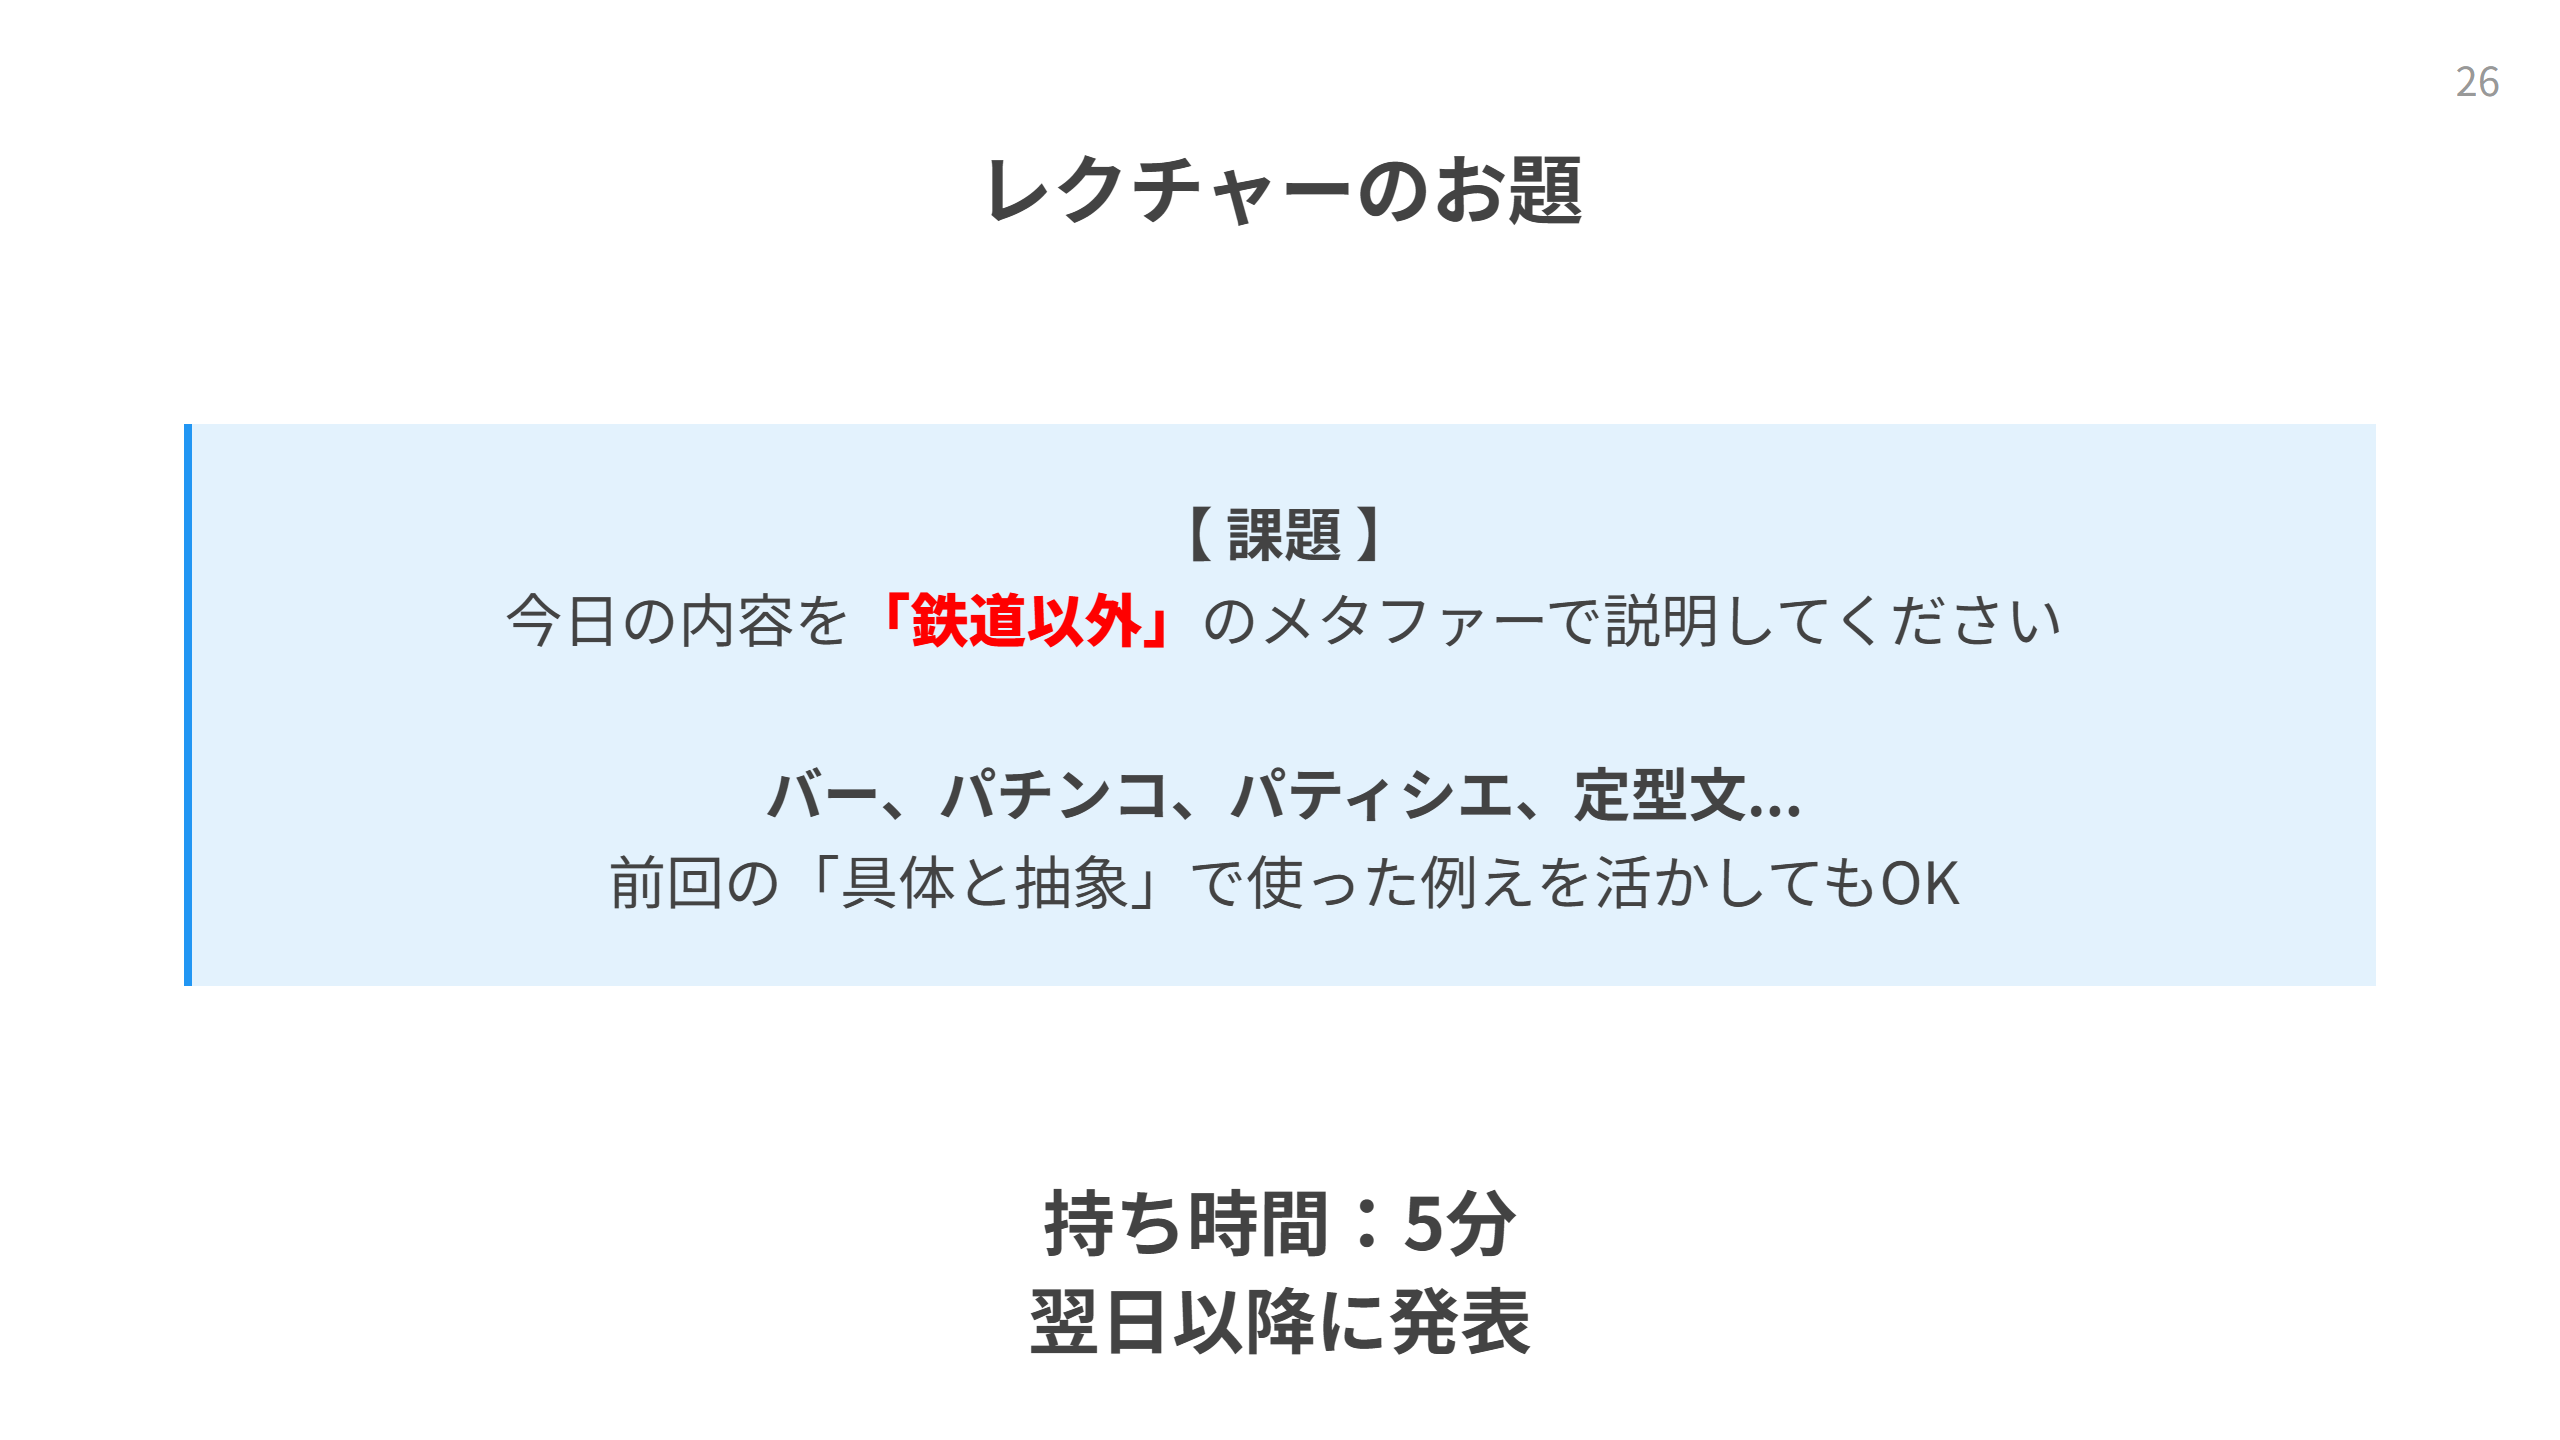 26
レクチャーのお題
【 課題 】
今日の内容を「鉄道以外」のメタファーで説明してください
バー、パチンコ、パティシエ、定型文...
前回の「具体と抽象」で使った例えを活かしてもOK
持ち時間：5分
翌日以降に発表